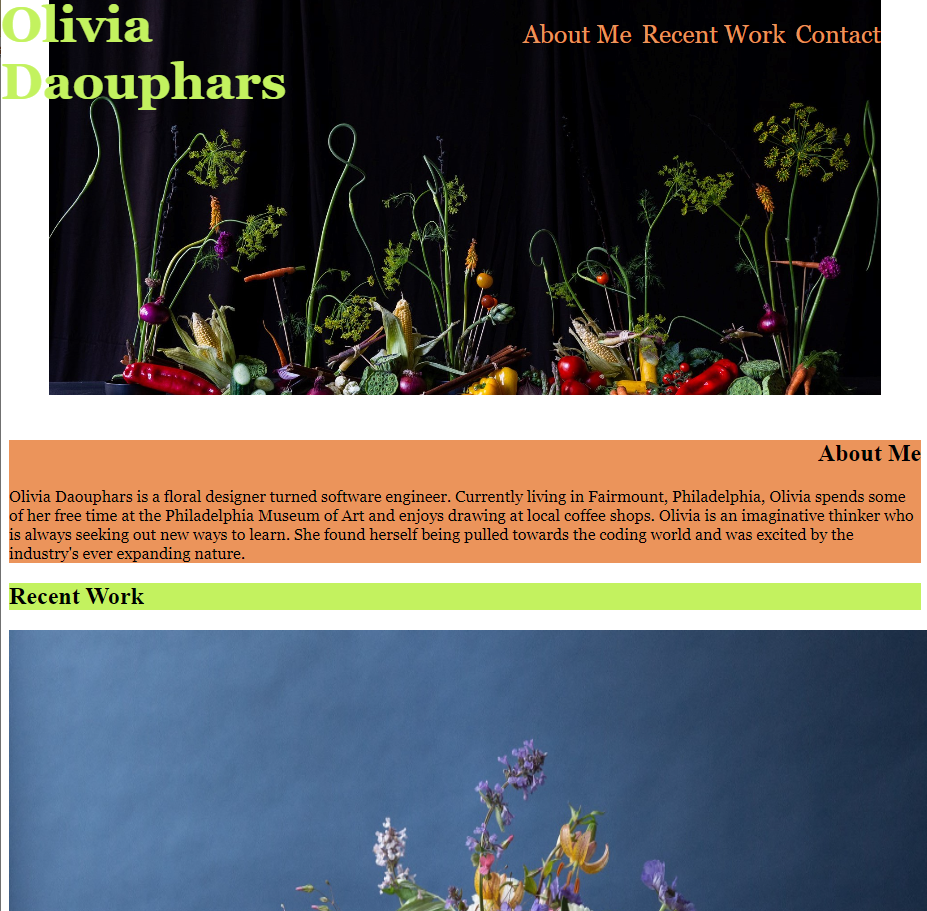 Olivia
Daouphars
About Me Recent Work Contact
About Me
Olivia Daouphars is a floral designer turned software engineer. Currently living in Fairmount, Philadelphia, Olivia spends some
of her free time at the Philadelphia Museum of Art and enjoys drawing at local coffee shops. Olivia is an imaginative thinker who
is always seeking out new ways to learn. She found herself being pulled towards the coding world and was excited by the
industry's ever expanding nature.
Recent Work